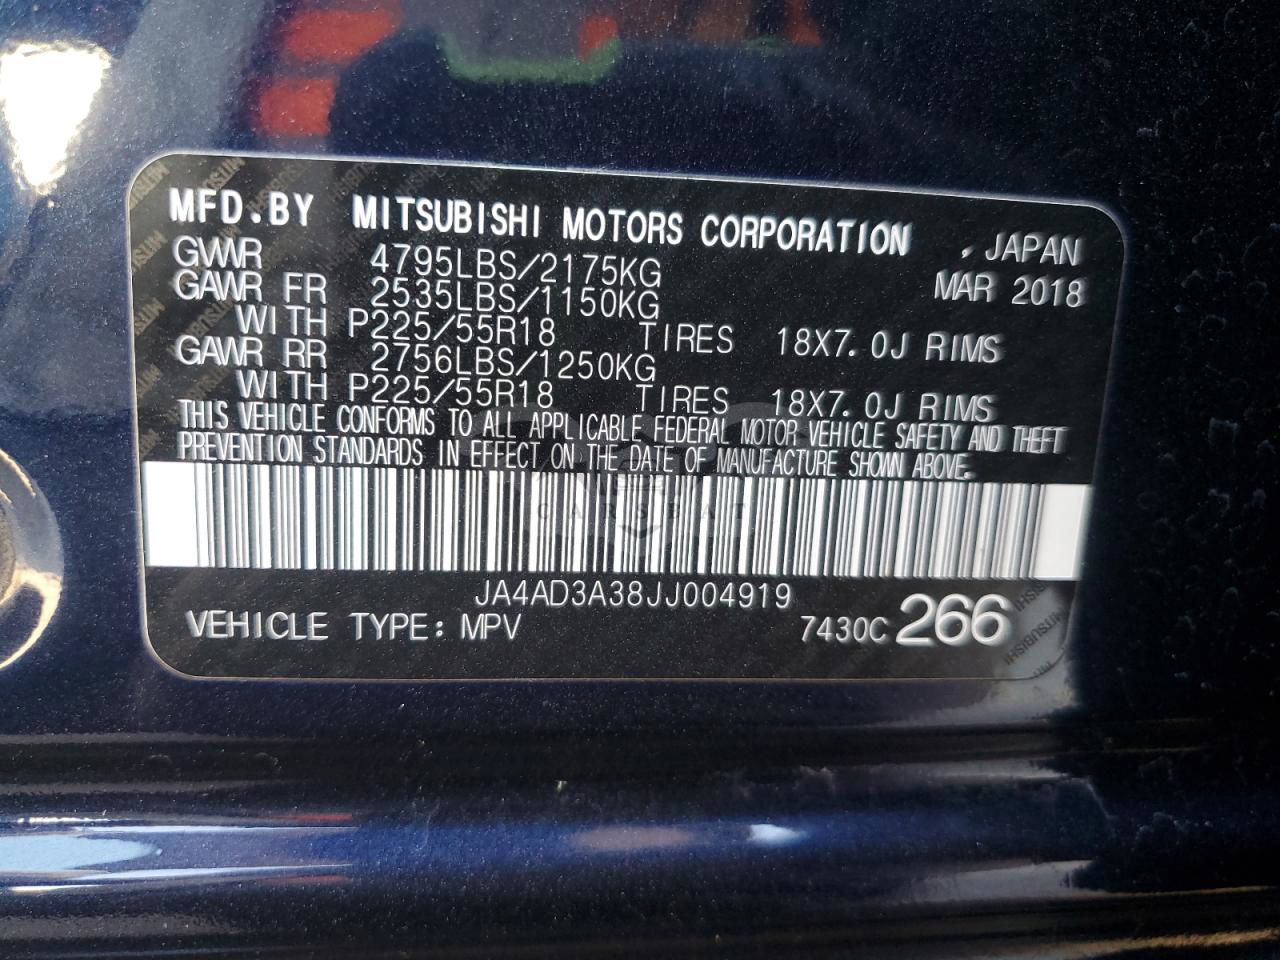 MFD.BY MITSUBISHI MOTORS CORPORATION , JAPAN
GVWR 4795LBS/2175KG MAR 2018
GAWR FR 2535LBS/1150KG
WITH P225/55R18 TIRES 18X7.0J RIMS
GAWR RR 2756LBS/1250KG
WITH P225/55R18 TIRES 18X7.0J RIMS
THIS VEHICLE CONFORMS TO ALL APPLICABLE FEDERAL MOTOR VEHICLE SAFETY AND THEFT
PREVENTION STANDARDS IN EFFECT ON THE DATE OF MANUFACTURE SHOWN ABOVE.
CARSBAT
JA4AD3A38JJ004919
VEHICLE TYPE: MPV 7430C 266
MITSUBISHI
MITSUBISHI